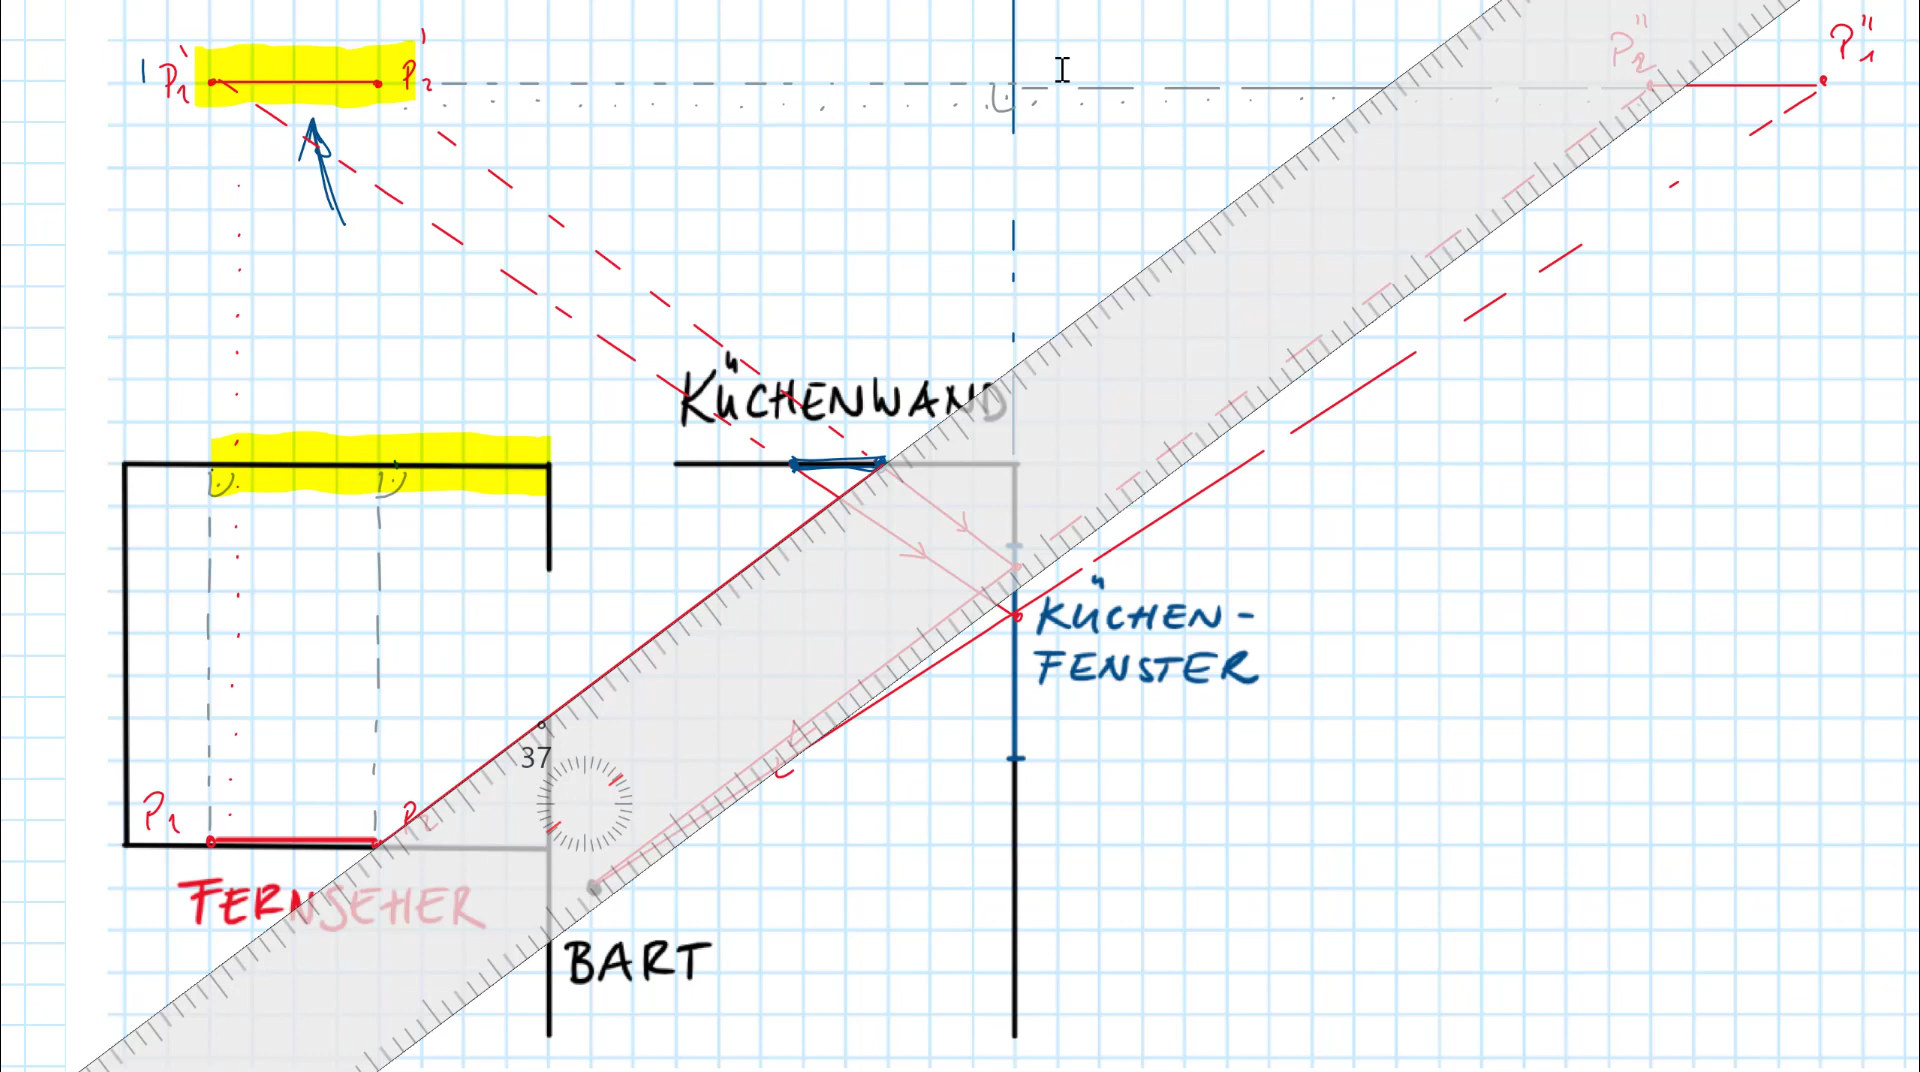 P₁' P₂' P₂'' P₁''
KÜCHENWAND
KÜCHEN-
FENSTER
37
P₁ P₂
FERNSEHER
BART